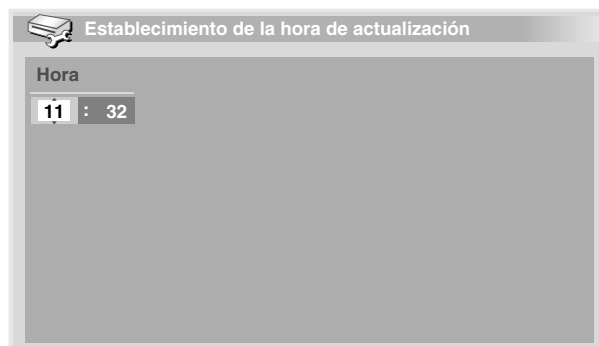 Establecimiento de la hora de actualización
Hora
11 : 32